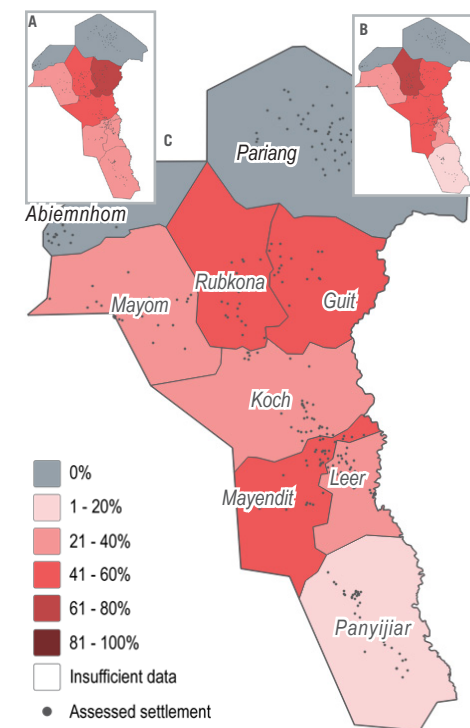 A
B
C
Pariang
Abiemnhom
Rubkona
Mayom
Guit
Koch
Leer
Mayendit
Panyijiar
0%
1 - 20%
21 - 40%
41 - 60%
61 - 80%
81 - 100%
Insufficient data
Assessed settlement